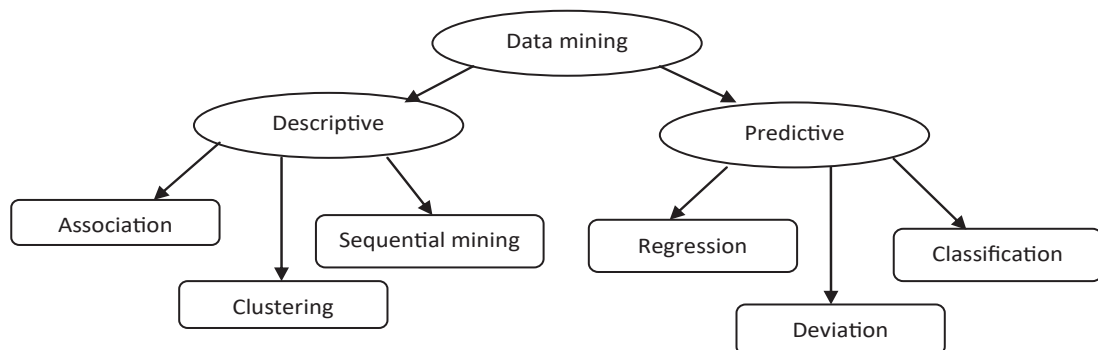 Data mining
Descriptive
Predictive
Association
Sequential mining
Clustering
Regression
Classification
Deviation